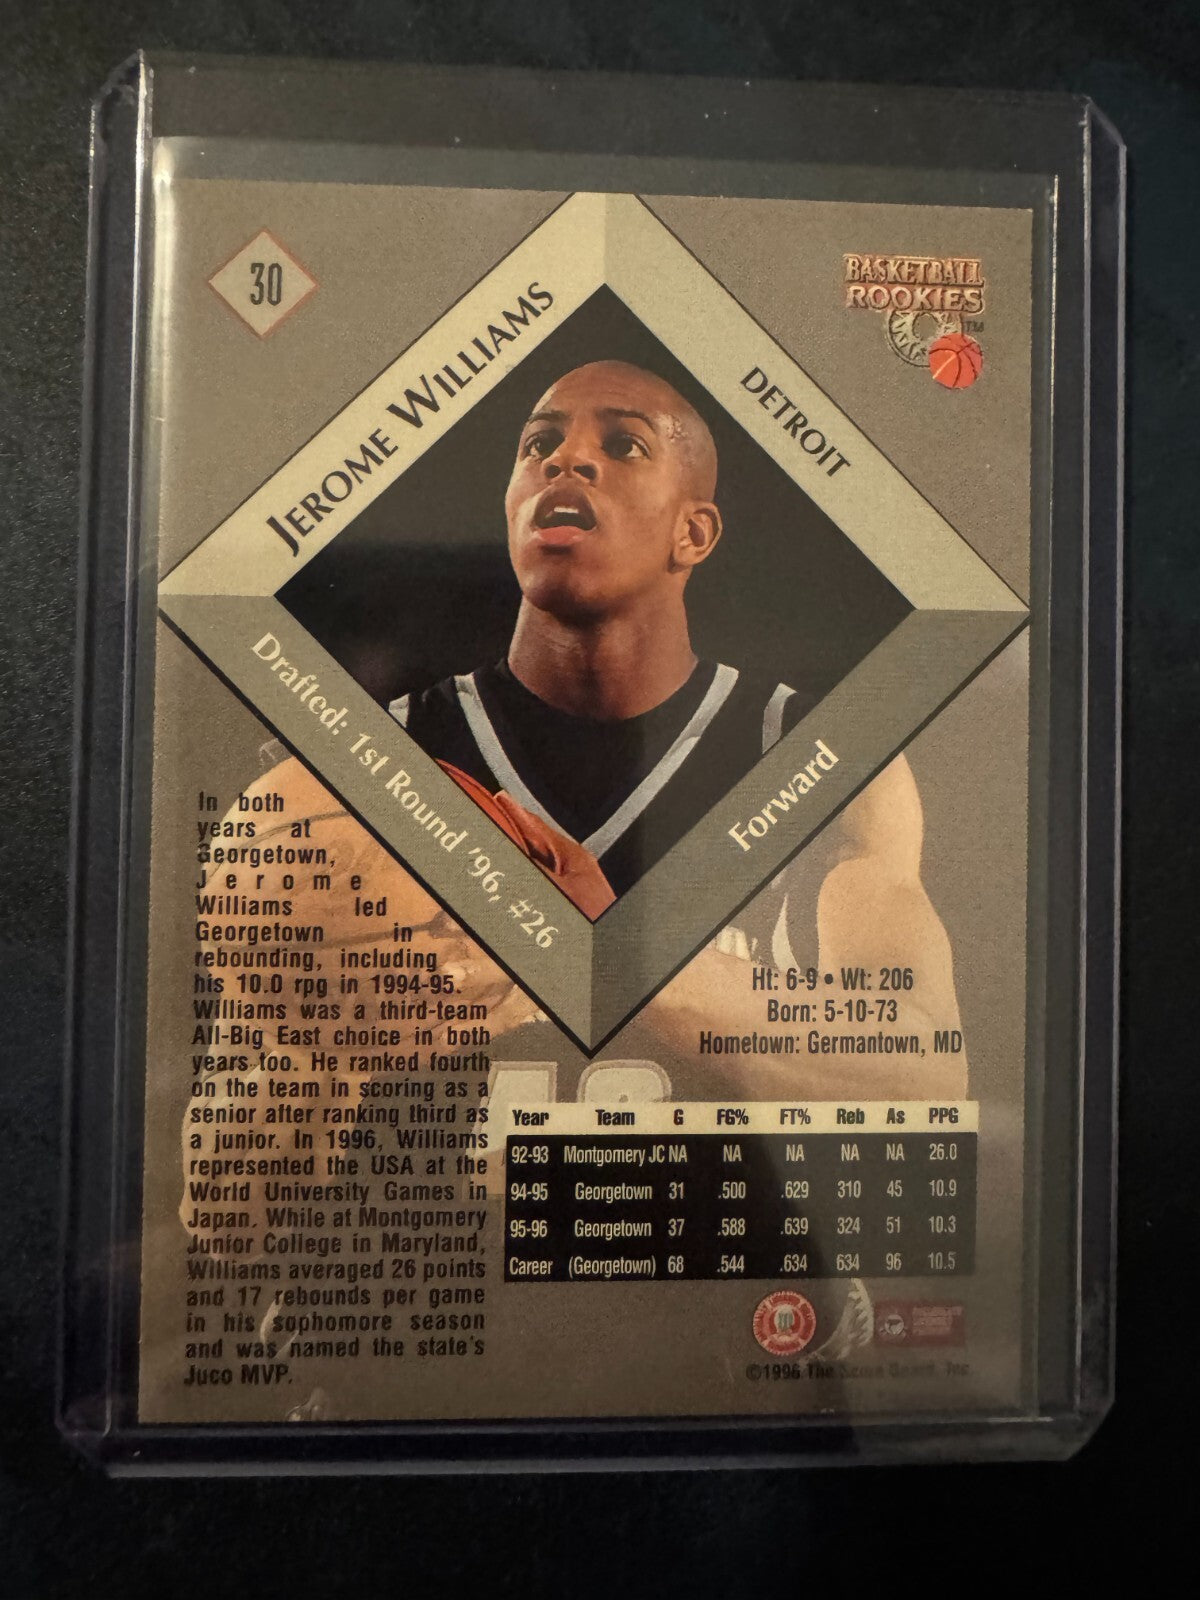 30
JEROME WILLIAMS
DETROIT
BASKETBALL
ROOKIES
TM
Drafted: 1st Round '96, #26
Forward
In both
years at
Georgetown,
Jerome
Williams led
Georgetown in
rebounding, including
his 10.0 rpg in 1994-95.
Williams was a third-team
All-Big East choice in both
years too. He ranked fourth
on the team in scoring as a
senior after ranking third as
a junior. In 1996, Williams
represented the USA at the
World University Games in
Japan. While at Montgomery
Junior College in Maryland,
Williams averaged 26 points
and 17 rebounds per game
in his sophomore season
and was named the state's
Juco MVP.
Ht: 6-9 • Wt: 206
Born: 5-10-73
Hometown: Germantown, MD
Year Team G FG% FT% Reb As PPG
92-93 Montgomery JC NA NA NA NA NA 26.0
94-95 Georgetown 31 .500 .629 310 45 10.9
95-96 Georgetown 37 .588 .639 324 51 10.3
Career (Georgetown) 68 .544 .634 634 96 10.5
©1996 The Score Board, Inc.